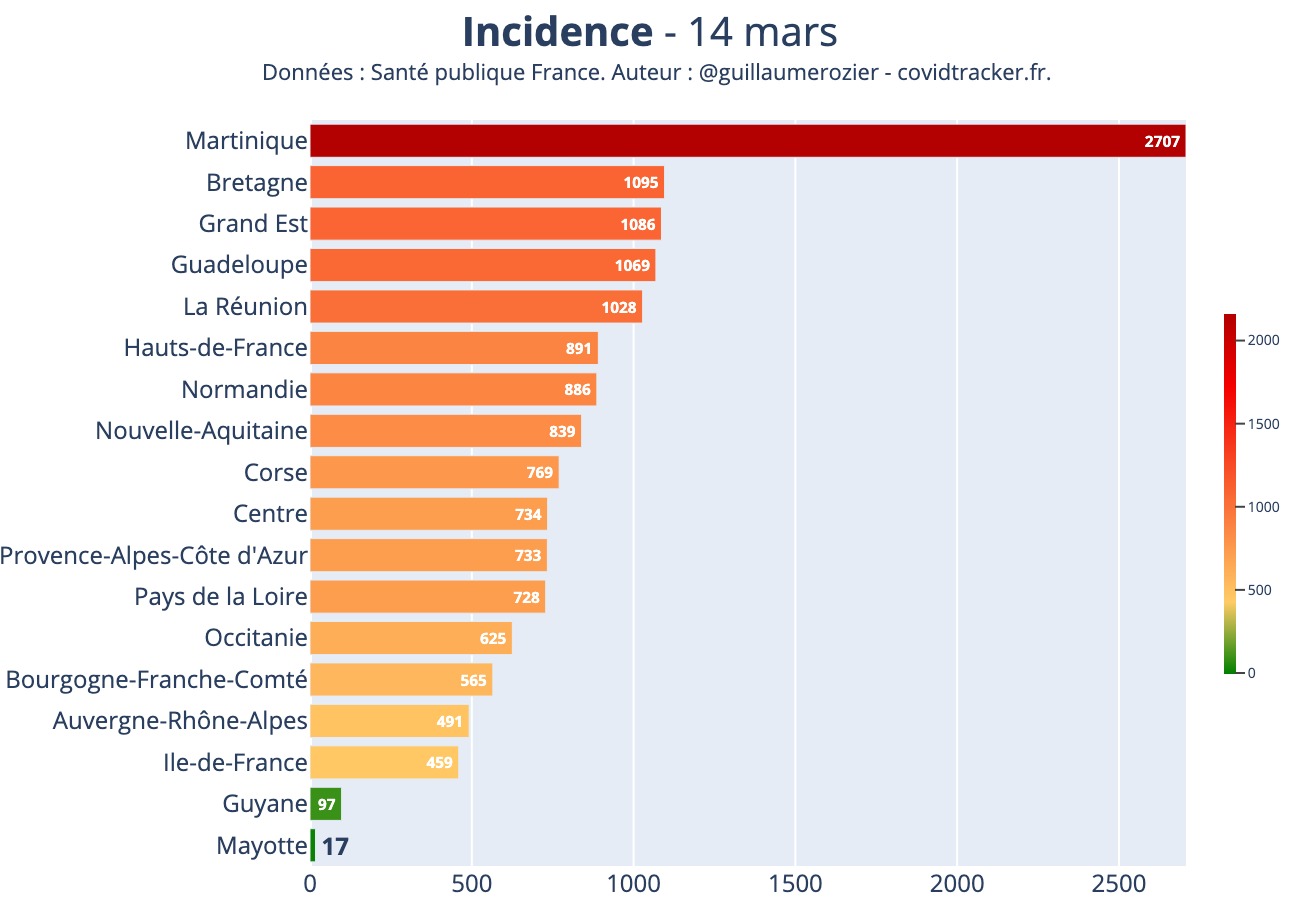 Incidence - 14 mars
Données : Santé publique France. Auteur : @guillaumerozier - covidtracker.fr.
Martinique 2707
Bretagne 1095
Grand Est 1086
Guadeloupe 1069
La Réunion 1028
Hauts-de-France 891
Normandie 886
Nouvelle-Aquitaine 839
Corse 769
Centre 734
Provence-Alpes-Côte d'Azur 733
Pays de la Loire 728
Occitanie 625
Bourgogne-Franche-Comté 565
Auvergne-Rhône-Alpes 491
Ile-de-France 459
Guyane 97
Mayotte 17
0 500 1000 1500 2000 2500
2000
1500
1000
500
0